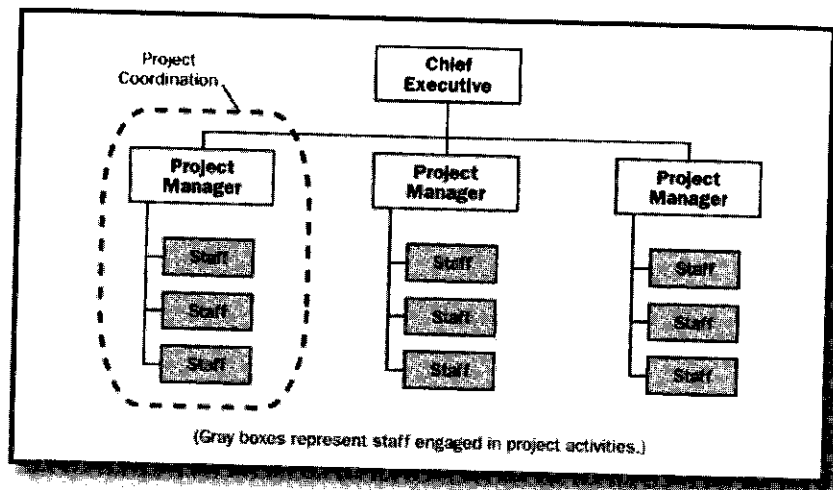 Project
Coordination
Chief
Executive
Project
Manager
Project
Manager
Project
Manager
Staff
Staff
Staff
Staff
Staff
Staff
Staff
Staff
Staff
(Gray boxes represent staff engaged in project activities.)